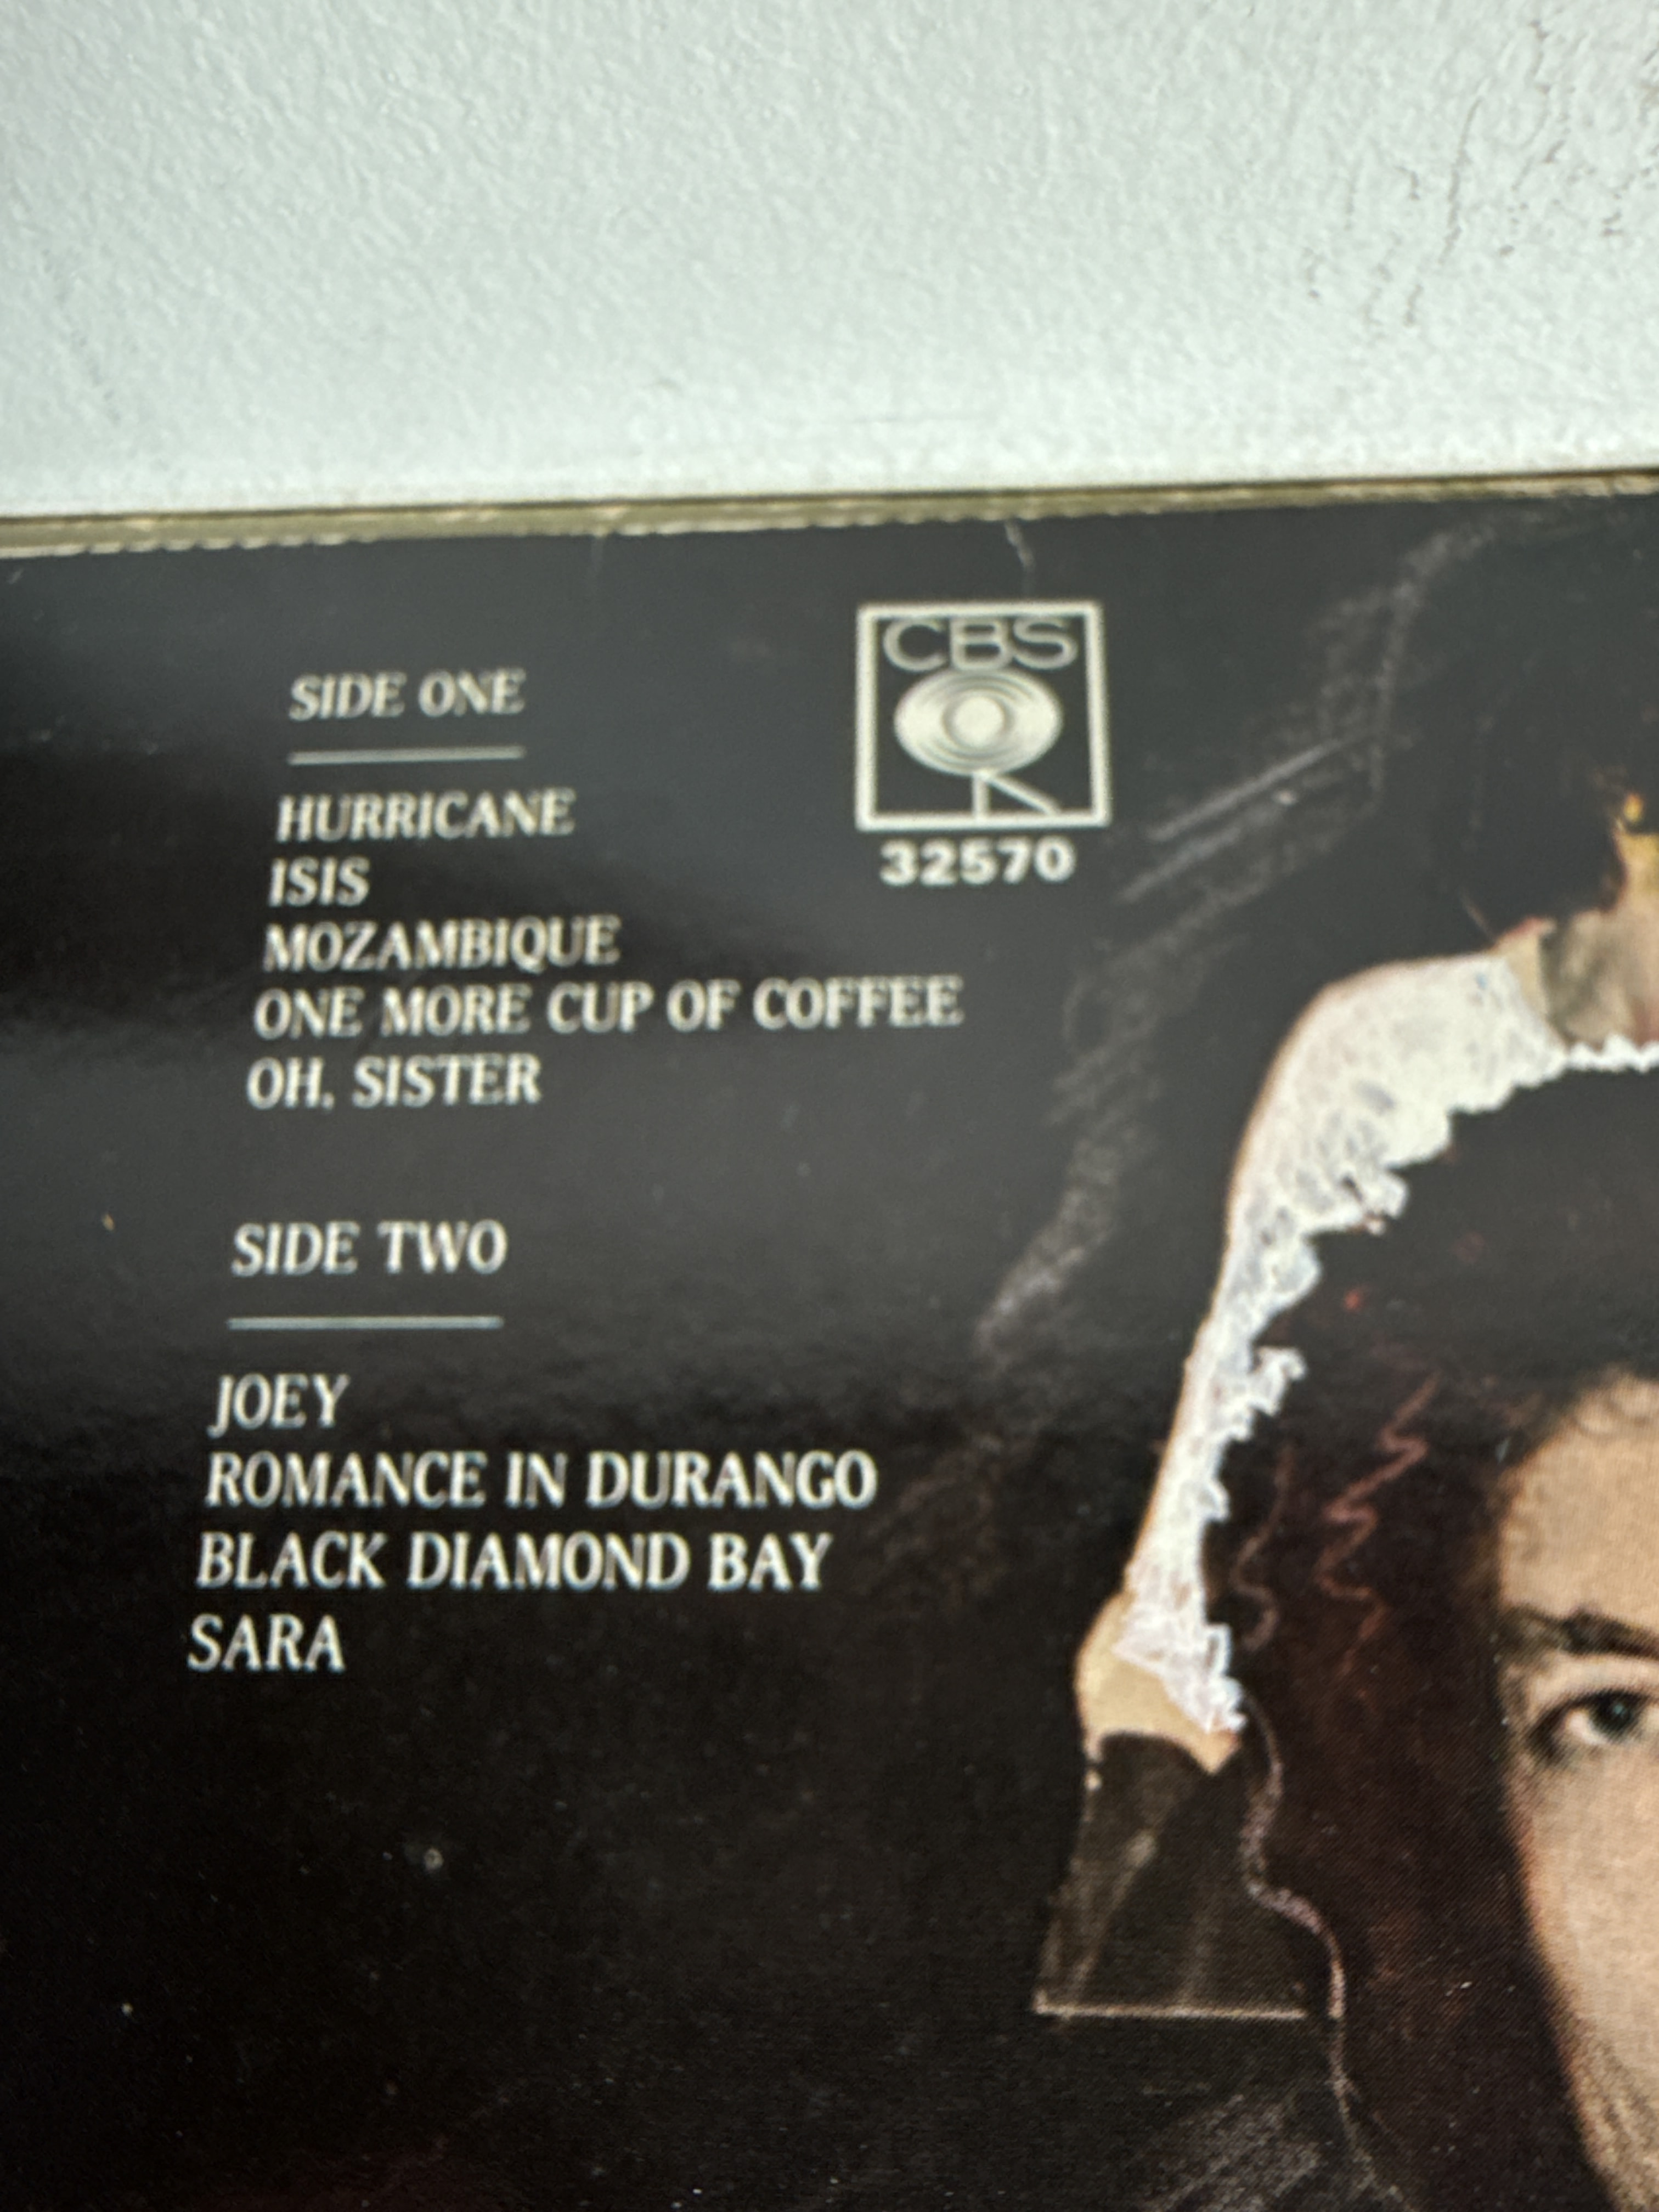 CBS
32570
SIDE ONE
HURRICANE
ISIS
MOZAMBIQUE
ONE MORE CUP OF COFFEE
OH, SISTER
SIDE TWO
JOEY
ROMANCE IN DURANGO
BLACK DIAMOND BAY
SARA